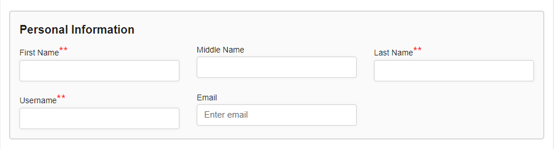 Personal Information
First Name** Middle Name Last Name**
Username** Email
Enter email